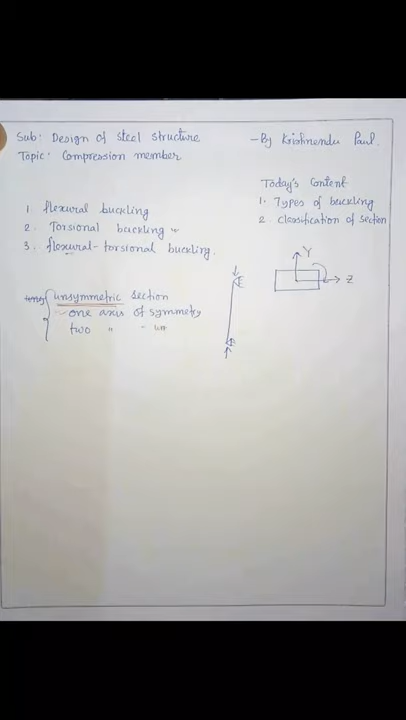 Sub: Design of steel structure
- By Krishnendu Paul.
Topic: Compression member
Today's Content
1. Types of buckling
2. Classification of section
1. flexural buckling
2. Torsional buckling
3. flexural-torsional buckling.
Y
Z
unsymmetric section
one axis of symmetry
two " "